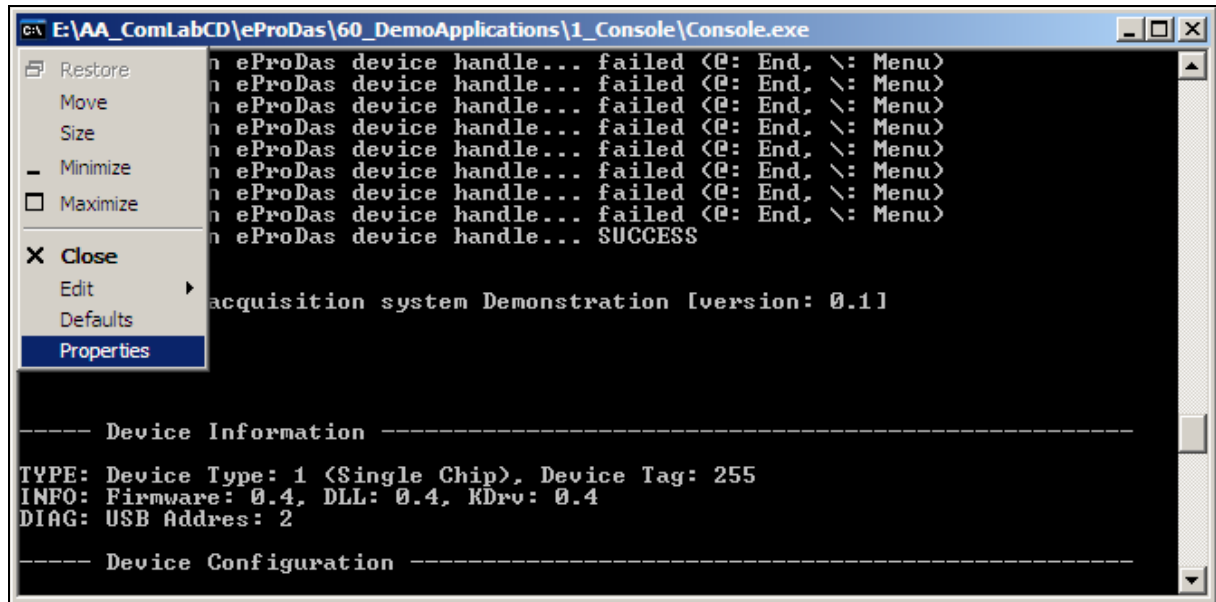 E:\AA_ComLabCD\eProDas\60_DemoApplications\1_Console\Console.exe
Restore
Move
Size
Minimize
Maximize
Close
Edit
Defaults
Properties
n eProDas device handle... failed (@: End, \: Menu)
n eProDas device handle... failed (@: End, \: Menu)
n eProDas device handle... failed (@: End, \: Menu)
n eProDas device handle... failed (@: End, \: Menu)
n eProDas device handle... failed (@: End, \: Menu)
n eProDas device handle... failed (@: End, \: Menu)
n eProDas device handle... failed (@: End, \: Menu)
n eProDas device handle... failed (@: End, \: Menu)
n eProDas device handle... SUCCESS
acquisition system Demonstration [version: 0.1]
----- Device Information -----------------------------------------------------
TYPE: Device Type: 1 (Single Chip), Device Tag: 255
INFO: Firmware: 0.4, DLL: 0.4, KDrv: 0.4
DIAG: USB Addres: 2
----- Device Configuration ---------------------------------------------------